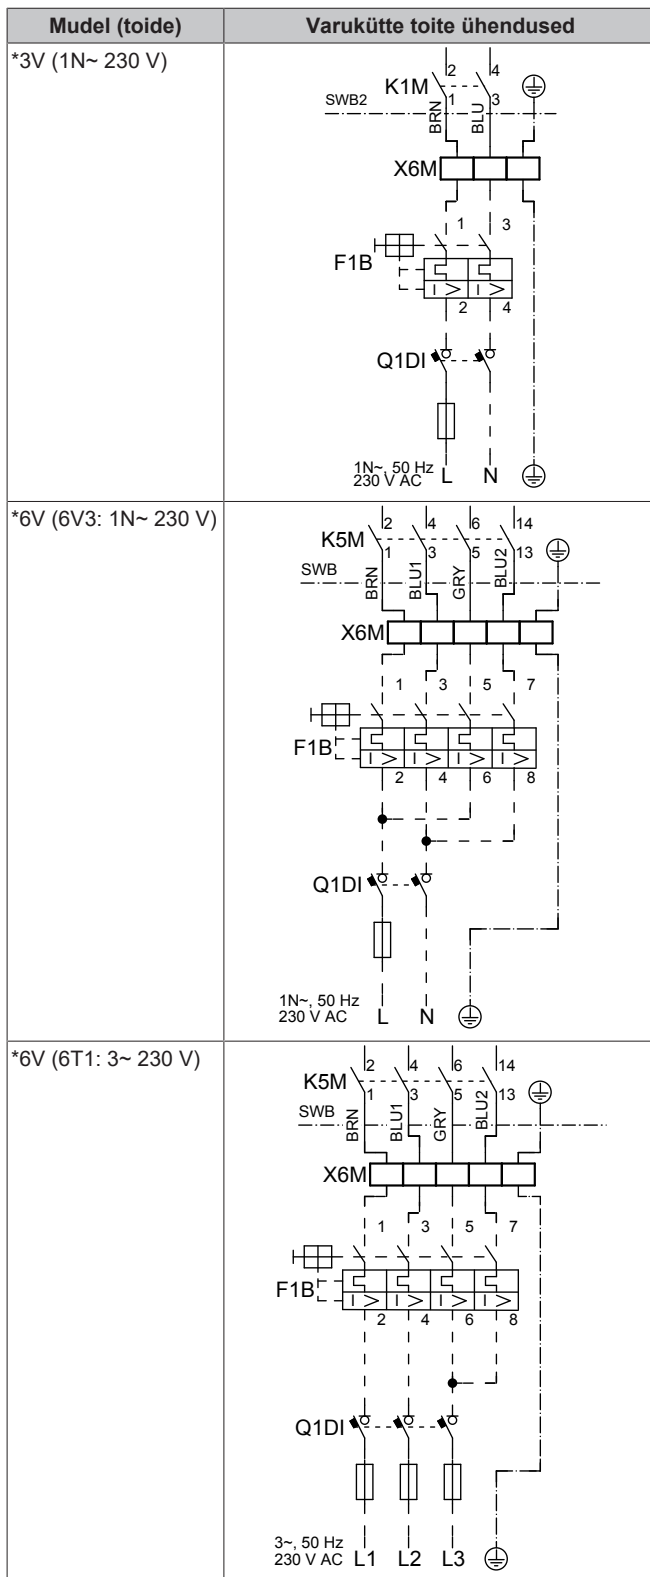 Mudel (toide) Varukütte toite ühendused
*3V (1N~ 230 V)
2 4
K1M
1 3
SWB2
BRN BLU
X6M
1 3
F1B
I > I >
2 4
Q1DI
1N~, 50 Hz
230 V AC L N
*6V (6V3: 1N~ 230 V)
2 4 6 14
K5M
1 3 5 13
SWB
BRN BLU1 GRY BLU2
X6M
1 3 5 7
F1B
I > I > I > I >
2 4 6 8
Q1DI
1N~, 50 Hz
230 V AC L N
*6V (6T1: 3~ 230 V)
2 4 6 14
K5M
1 3 5 13
SWB
BRN BLU1 GRY BLU2
X6M
1 3 5 7
F1B
I > I > I > I >
2 4 6 8
Q1DI
3~, 50 Hz
230 V AC L1 L2 L3